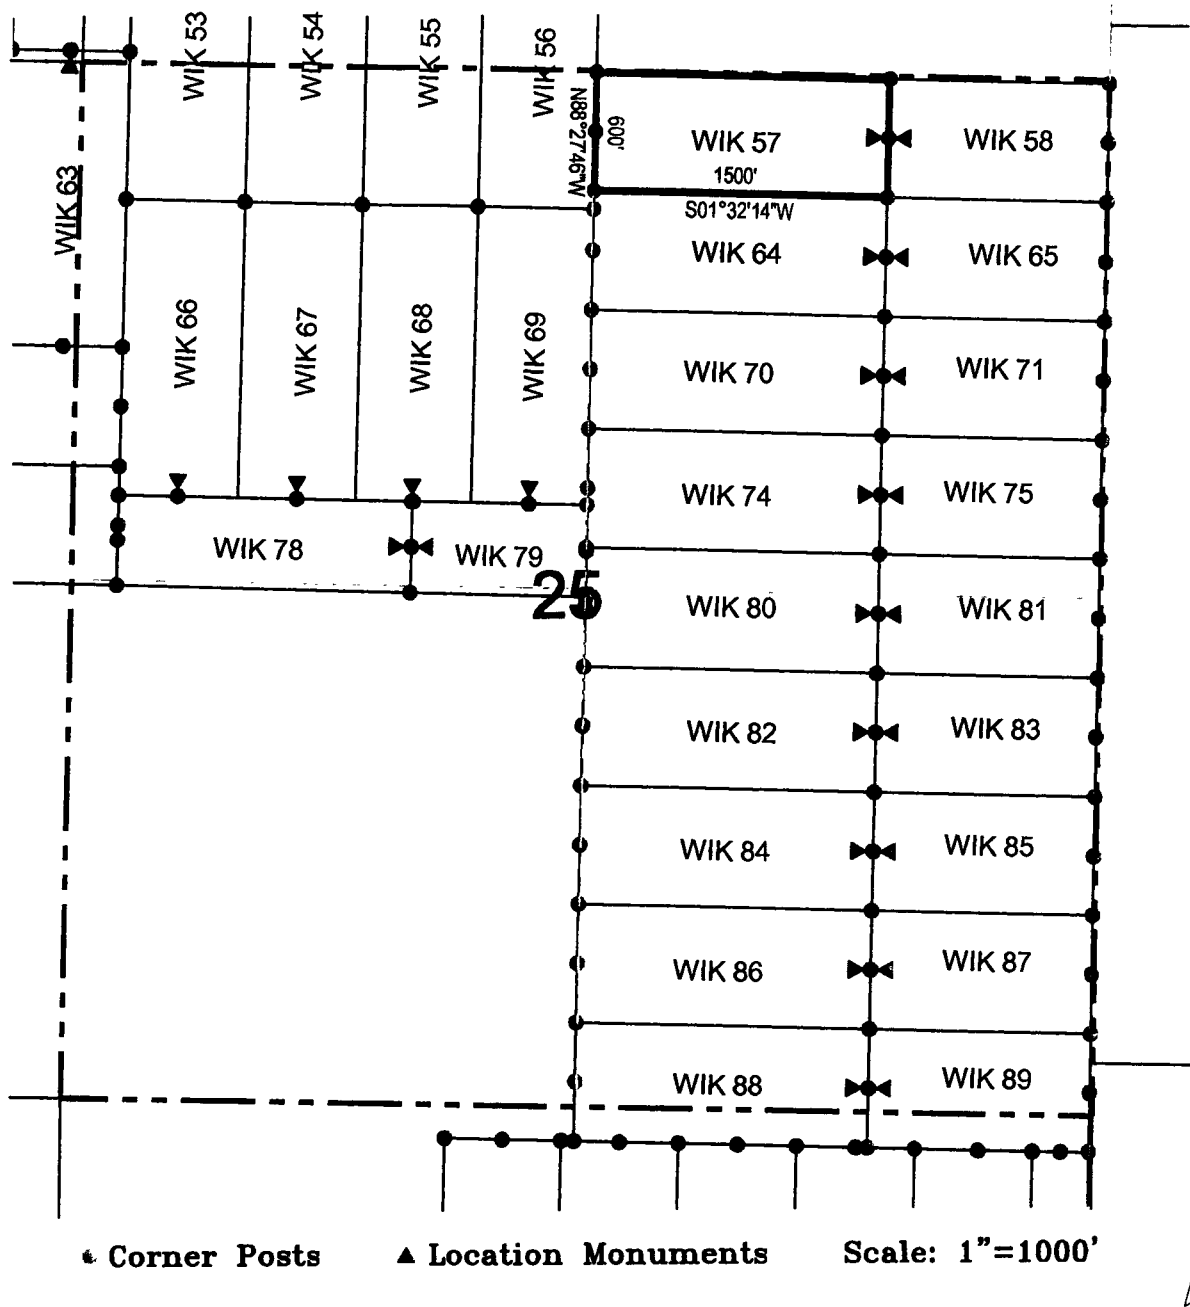 WIK 53
WIK 54
WIK 55
WIK 56
WIK 57
1500'
S01°32'14"W
N88°27'46"W
600'
WIK 58
WIK 63
WIK 64
WIK 65
WIK 66
WIK 67
WIK 68
WIK 69
WIK 70
WIK 71
WIK 74
WIK 75
WIK 78
WIK 79
25
WIK 80
WIK 81
WIK 82
WIK 83
WIK 84
WIK 85
WIK 86
WIK 87
WIK 88
WIK 89
Corner Posts
▲ Location Monuments
Scale: 1"=1000'